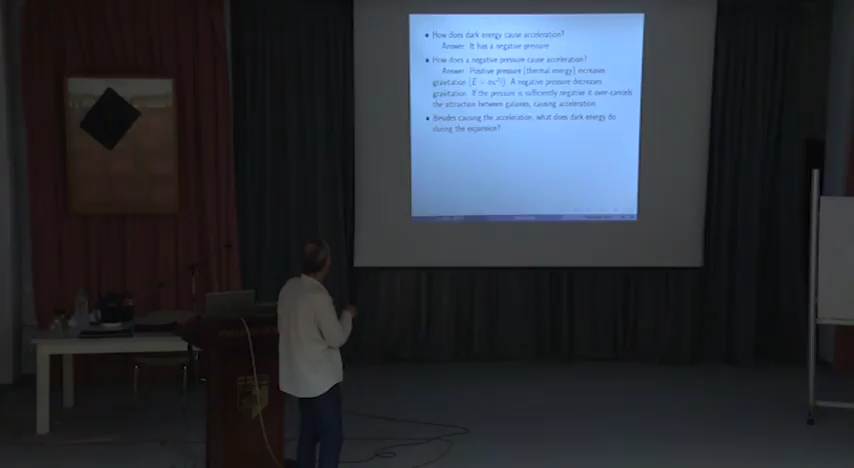 • How does dark energy cause acceleration?
Answer: It has a negative pressure
• How does a negative pressure cause acceleration?
Answer: Positive pressure (thermal energy) increases
gravitation (E = mc²). A negative pressure decreases
gravitation. If the pressure is sufficiently negative it over-cancels
the attraction between galaxies, causing acceleration
• Besides causing the acceleration, what does dark energy do
during the expansion?